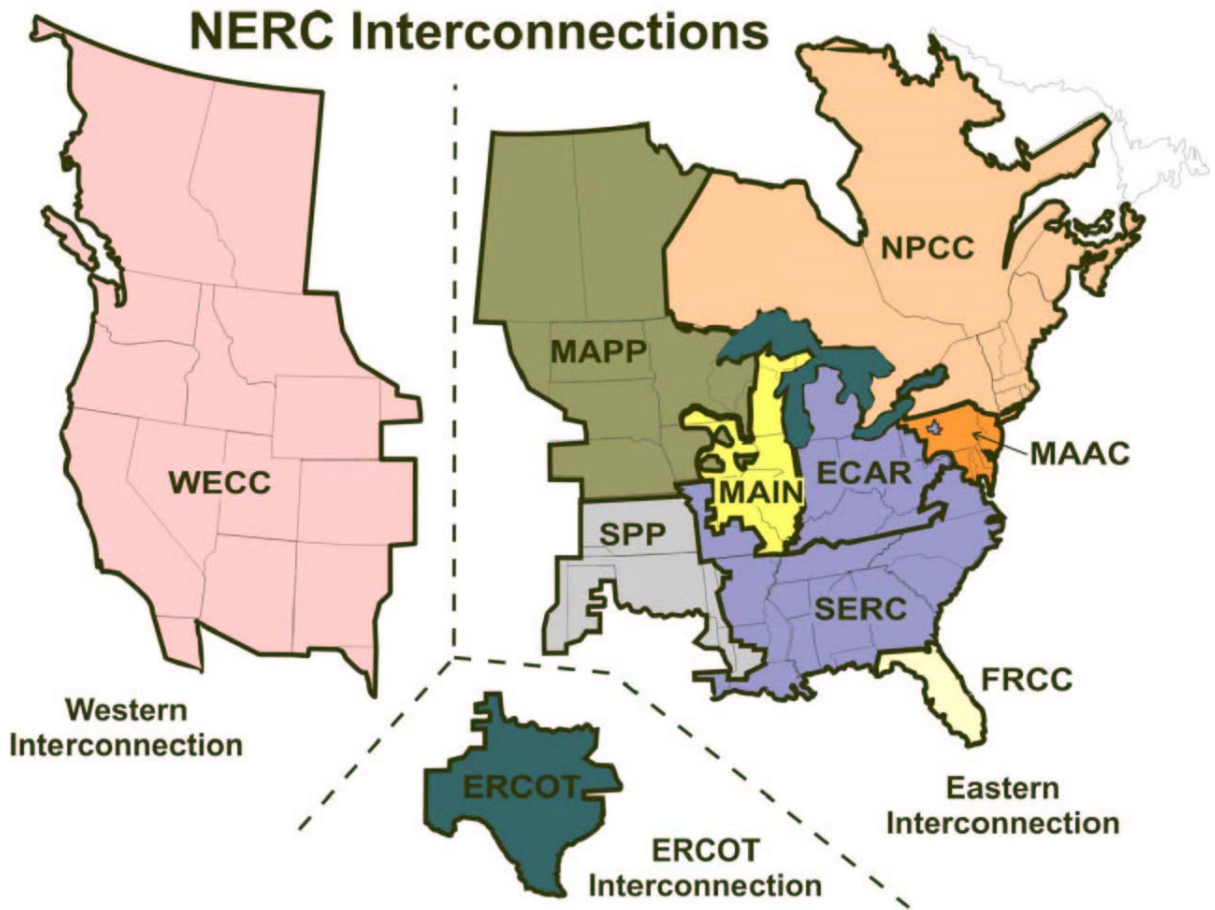 NERC Interconnections
NPCC
MAPP
MAAC
WECC
MAIN
ECAR
SPP
SERC
FRCC
Western
Interconnection
ERCOT
Eastern
Interconnection
ERCOT
Interconnection